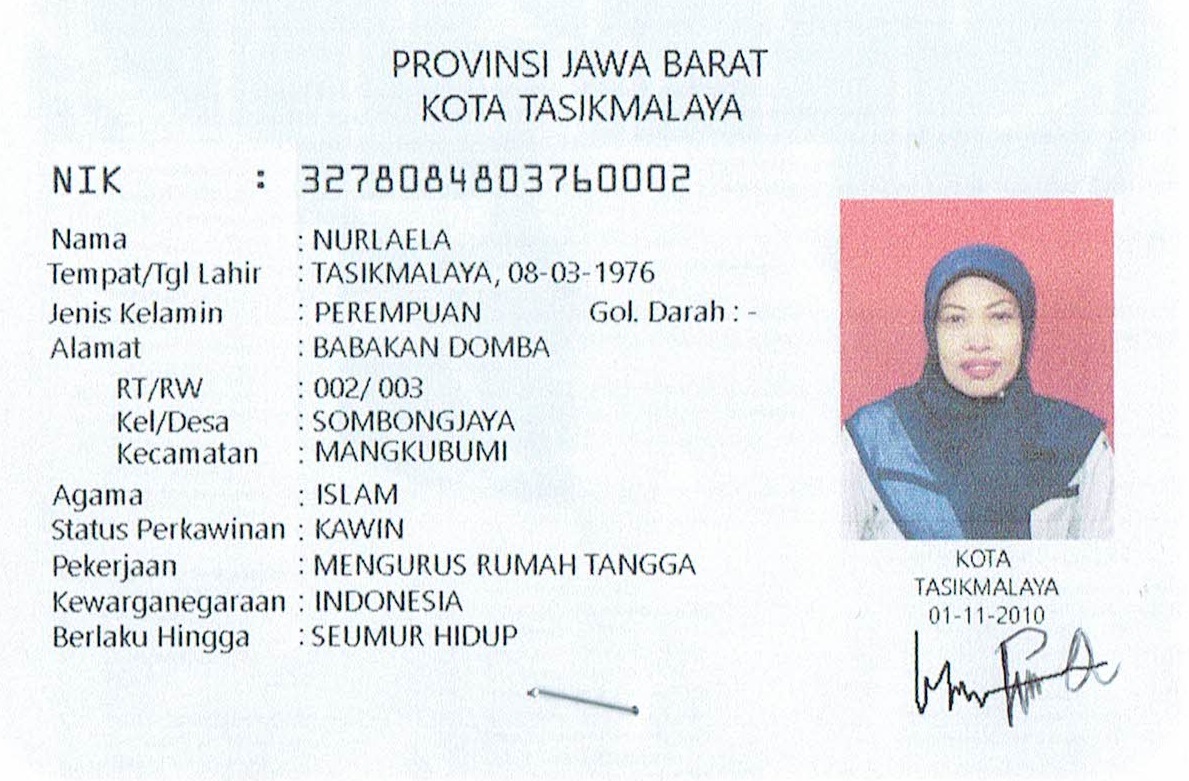 PROVINSI JAWA BARAT
KOTA TASIKMALAYA
NIK : 3278084803760002
Nama : NURLAELA
Tempat/Tgl Lahir : TASIKMALAYA, 08-03-1976
Jenis Kelamin : PEREMPUAN Gol. Darah : -
Alamat : BABAKAN DOMBA
RT/RW : 002/ 003
Kel/Desa : SOMBONGJAYA
Kecamatan : MANGKUBUMI
Agama : ISLAM
Status Perkawinan : KAWIN
Pekerjaan : MENGURUS RUMAH TANGGA
Kewarganegaraan : INDONESIA
Berlaku Hingga : SEUMUR HIDUP
KOTA
TASIKMALAYA
01-11-2010